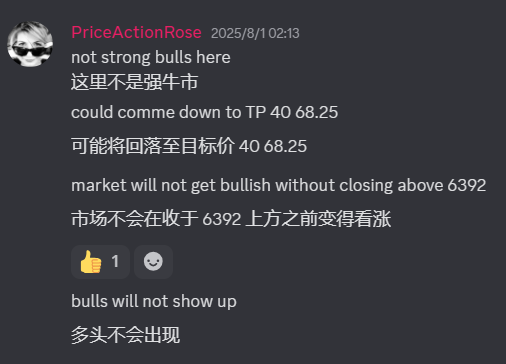 PriceActionRose 2025/8/1 02:13
not strong bulls here
这里不是强牛市
could comme down to TP 40 68.25
可能将回落至目标价 40 68.25
market will not get bullish without closing above 6392
市场不会在收于 6392 上方之前变得看涨
👍 1
bulls will not show up
多头不会出现